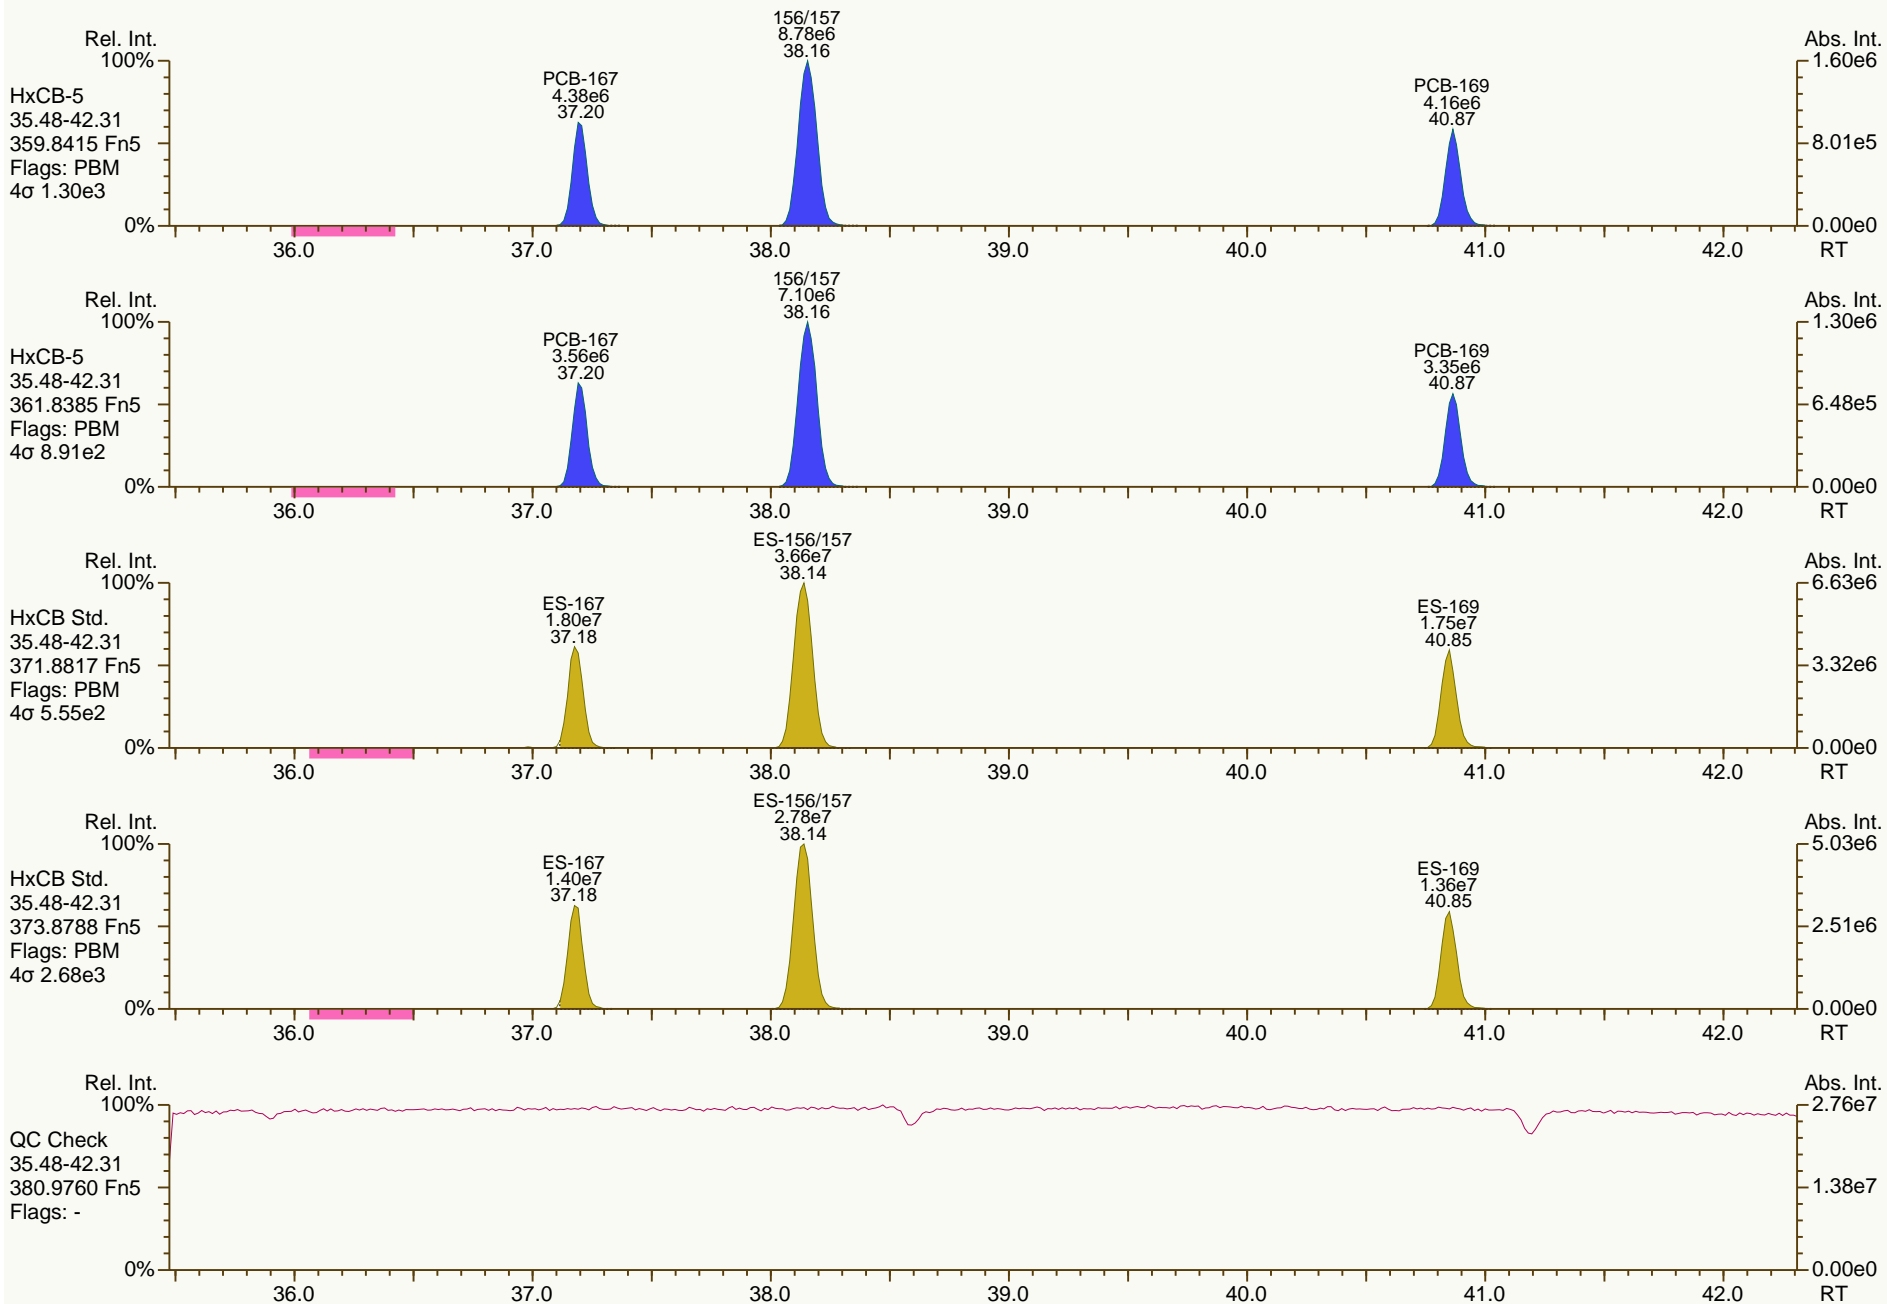 156/157
8.78e6
38.16
Rel. Int.
Abs. Int.
100%
1.60e6
PCB-167
4.38e6
37.20
PCB-169
4.16e6
40.87
HxCB-5
35.48-42.31
359.8415 Fn5
Flags: PBM
4σ 1.30e3
8.01e5
0%
0.00e0
36.0 37.0 38.0 39.0 40.0 41.0 42.0 RT
156/157
7.10e6
38.16
Rel. Int.
Abs. Int.
100%
1.30e6
PCB-167
3.56e6
37.20
PCB-169
3.35e6
40.87
HxCB-5
35.48-42.31
361.8385 Fn5
Flags: PBM
4σ 8.91e2
6.48e5
0%
0.00e0
36.0 37.0 38.0 39.0 40.0 41.0 42.0 RT
ES-156/157
3.66e7
38.14
Rel. Int.
Abs. Int.
100%
6.63e6
ES-167
1.80e7
37.18
ES-169
1.75e7
40.85
HxCB Std.
35.48-42.31
371.8817 Fn5
Flags: PBM
4σ 5.55e2
3.32e6
0%
0.00e0
36.0 37.0 38.0 39.0 40.0 41.0 42.0 RT
ES-156/157
2.78e7
38.14
Rel. Int.
Abs. Int.
100%
5.03e6
ES-167
1.40e7
37.18
ES-169
1.36e7
40.85
HxCB Std.
35.48-42.31
373.8788 Fn5
Flags: PBM
4σ 2.68e3
2.51e6
0%
0.00e0
36.0 37.0 38.0 39.0 40.0 41.0 42.0 RT
Rel. Int.
Abs. Int.
100%
2.76e7
QC Check
35.48-42.31
380.9760 Fn5
Flags: -
1.38e7
0%
0.00e0
36.0 37.0 38.0 39.0 40.0 41.0 42.0 RT